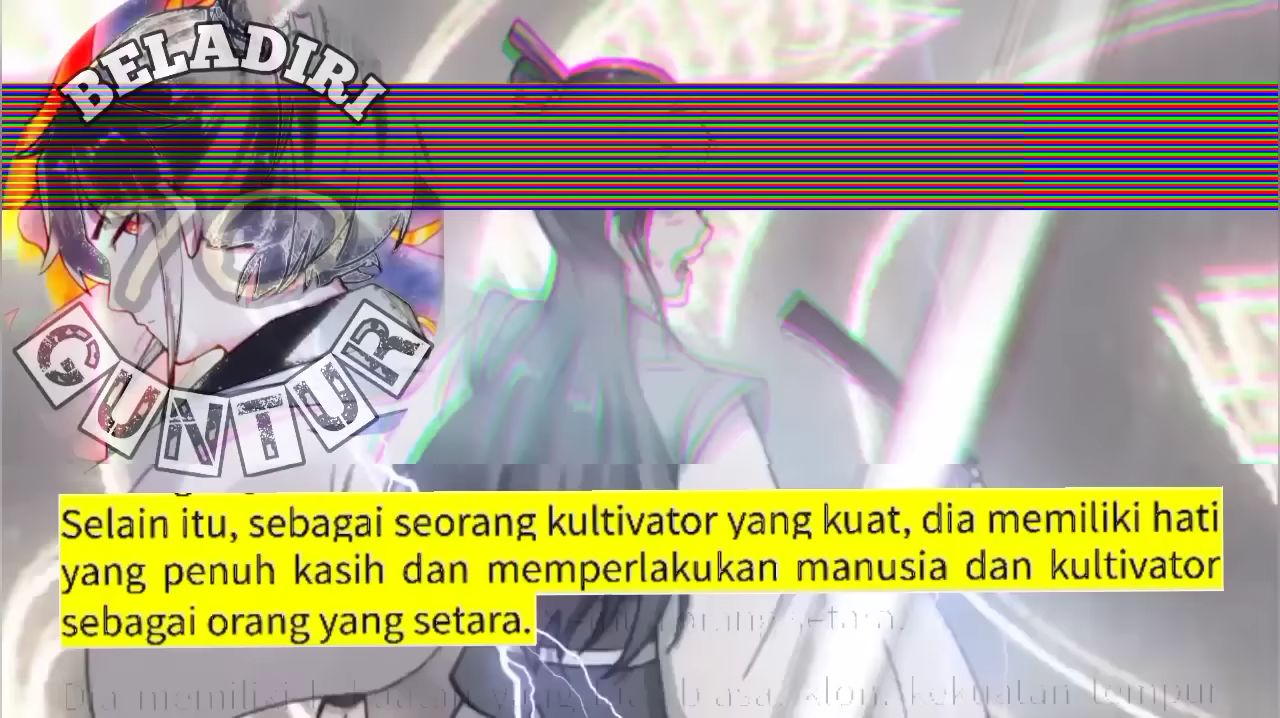 BELADIRI
GUNTUR
Selain itu, sebagai seorang kultivator yang kuat, dia memiliki hati
yang penuh kasih dan memperlakukan manusia dan kultivator
sebagai orang yang setara.